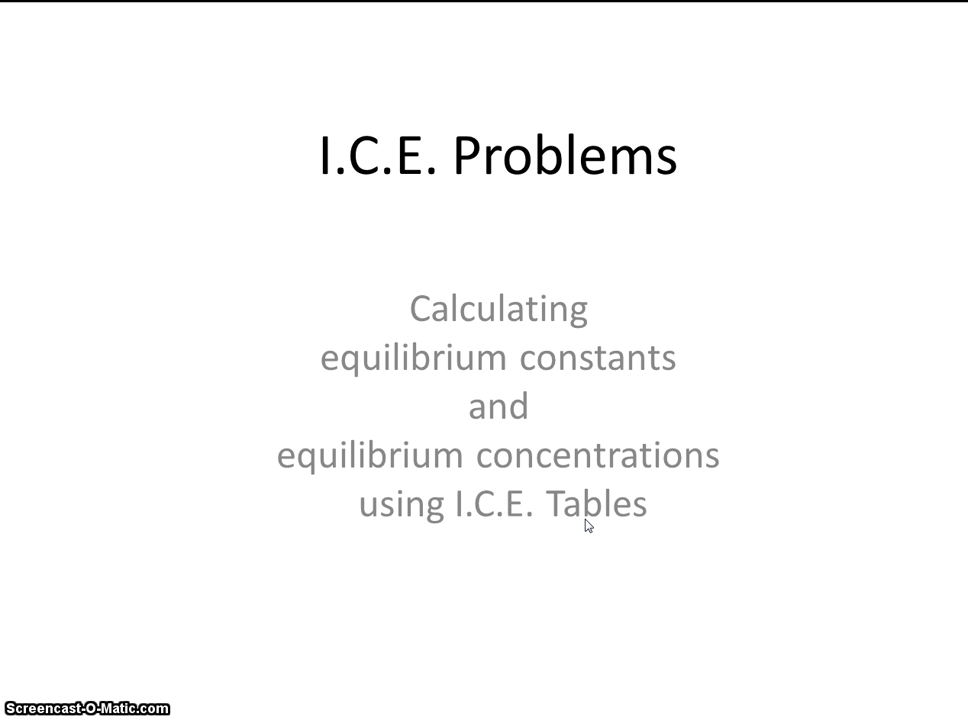 I.C.E. Problems
Calculating
equilibrium constants
and
equilibrium concentrations
using I.C.E. Tables
Screencast-O-Matic.com